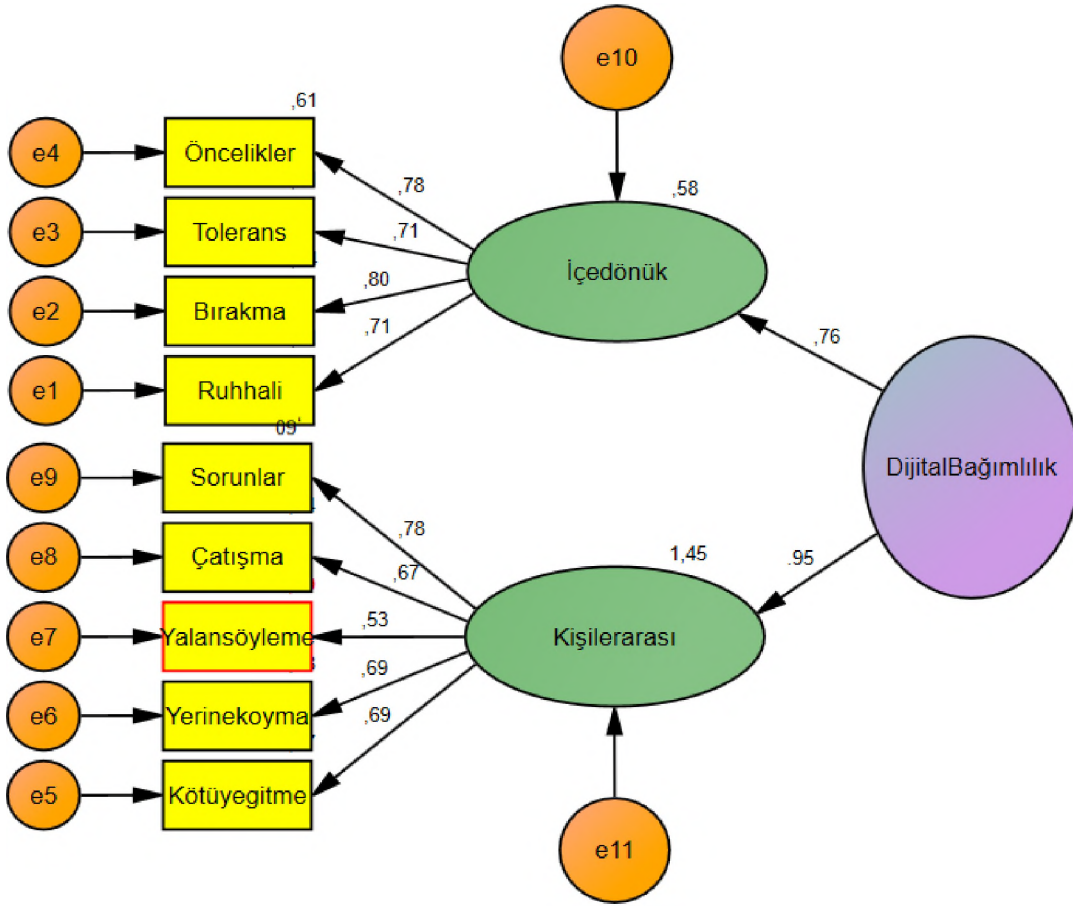 e10
,61
e4
Öncelikler
,78
,58
e3
Tolerans
,71
İçedönük
e2
Bırakma
,80
e1
Ruhhali
,71
,76
09'
e9
Sorunlar
,78
DijitalBağımlılık
e8
Çatışma
,67
1,45
.95
e7
Yalansöyleme
,53
Kişilerarası
e6
Yerinekoyma
,69
e5
Kötüyegitme
,69
e11